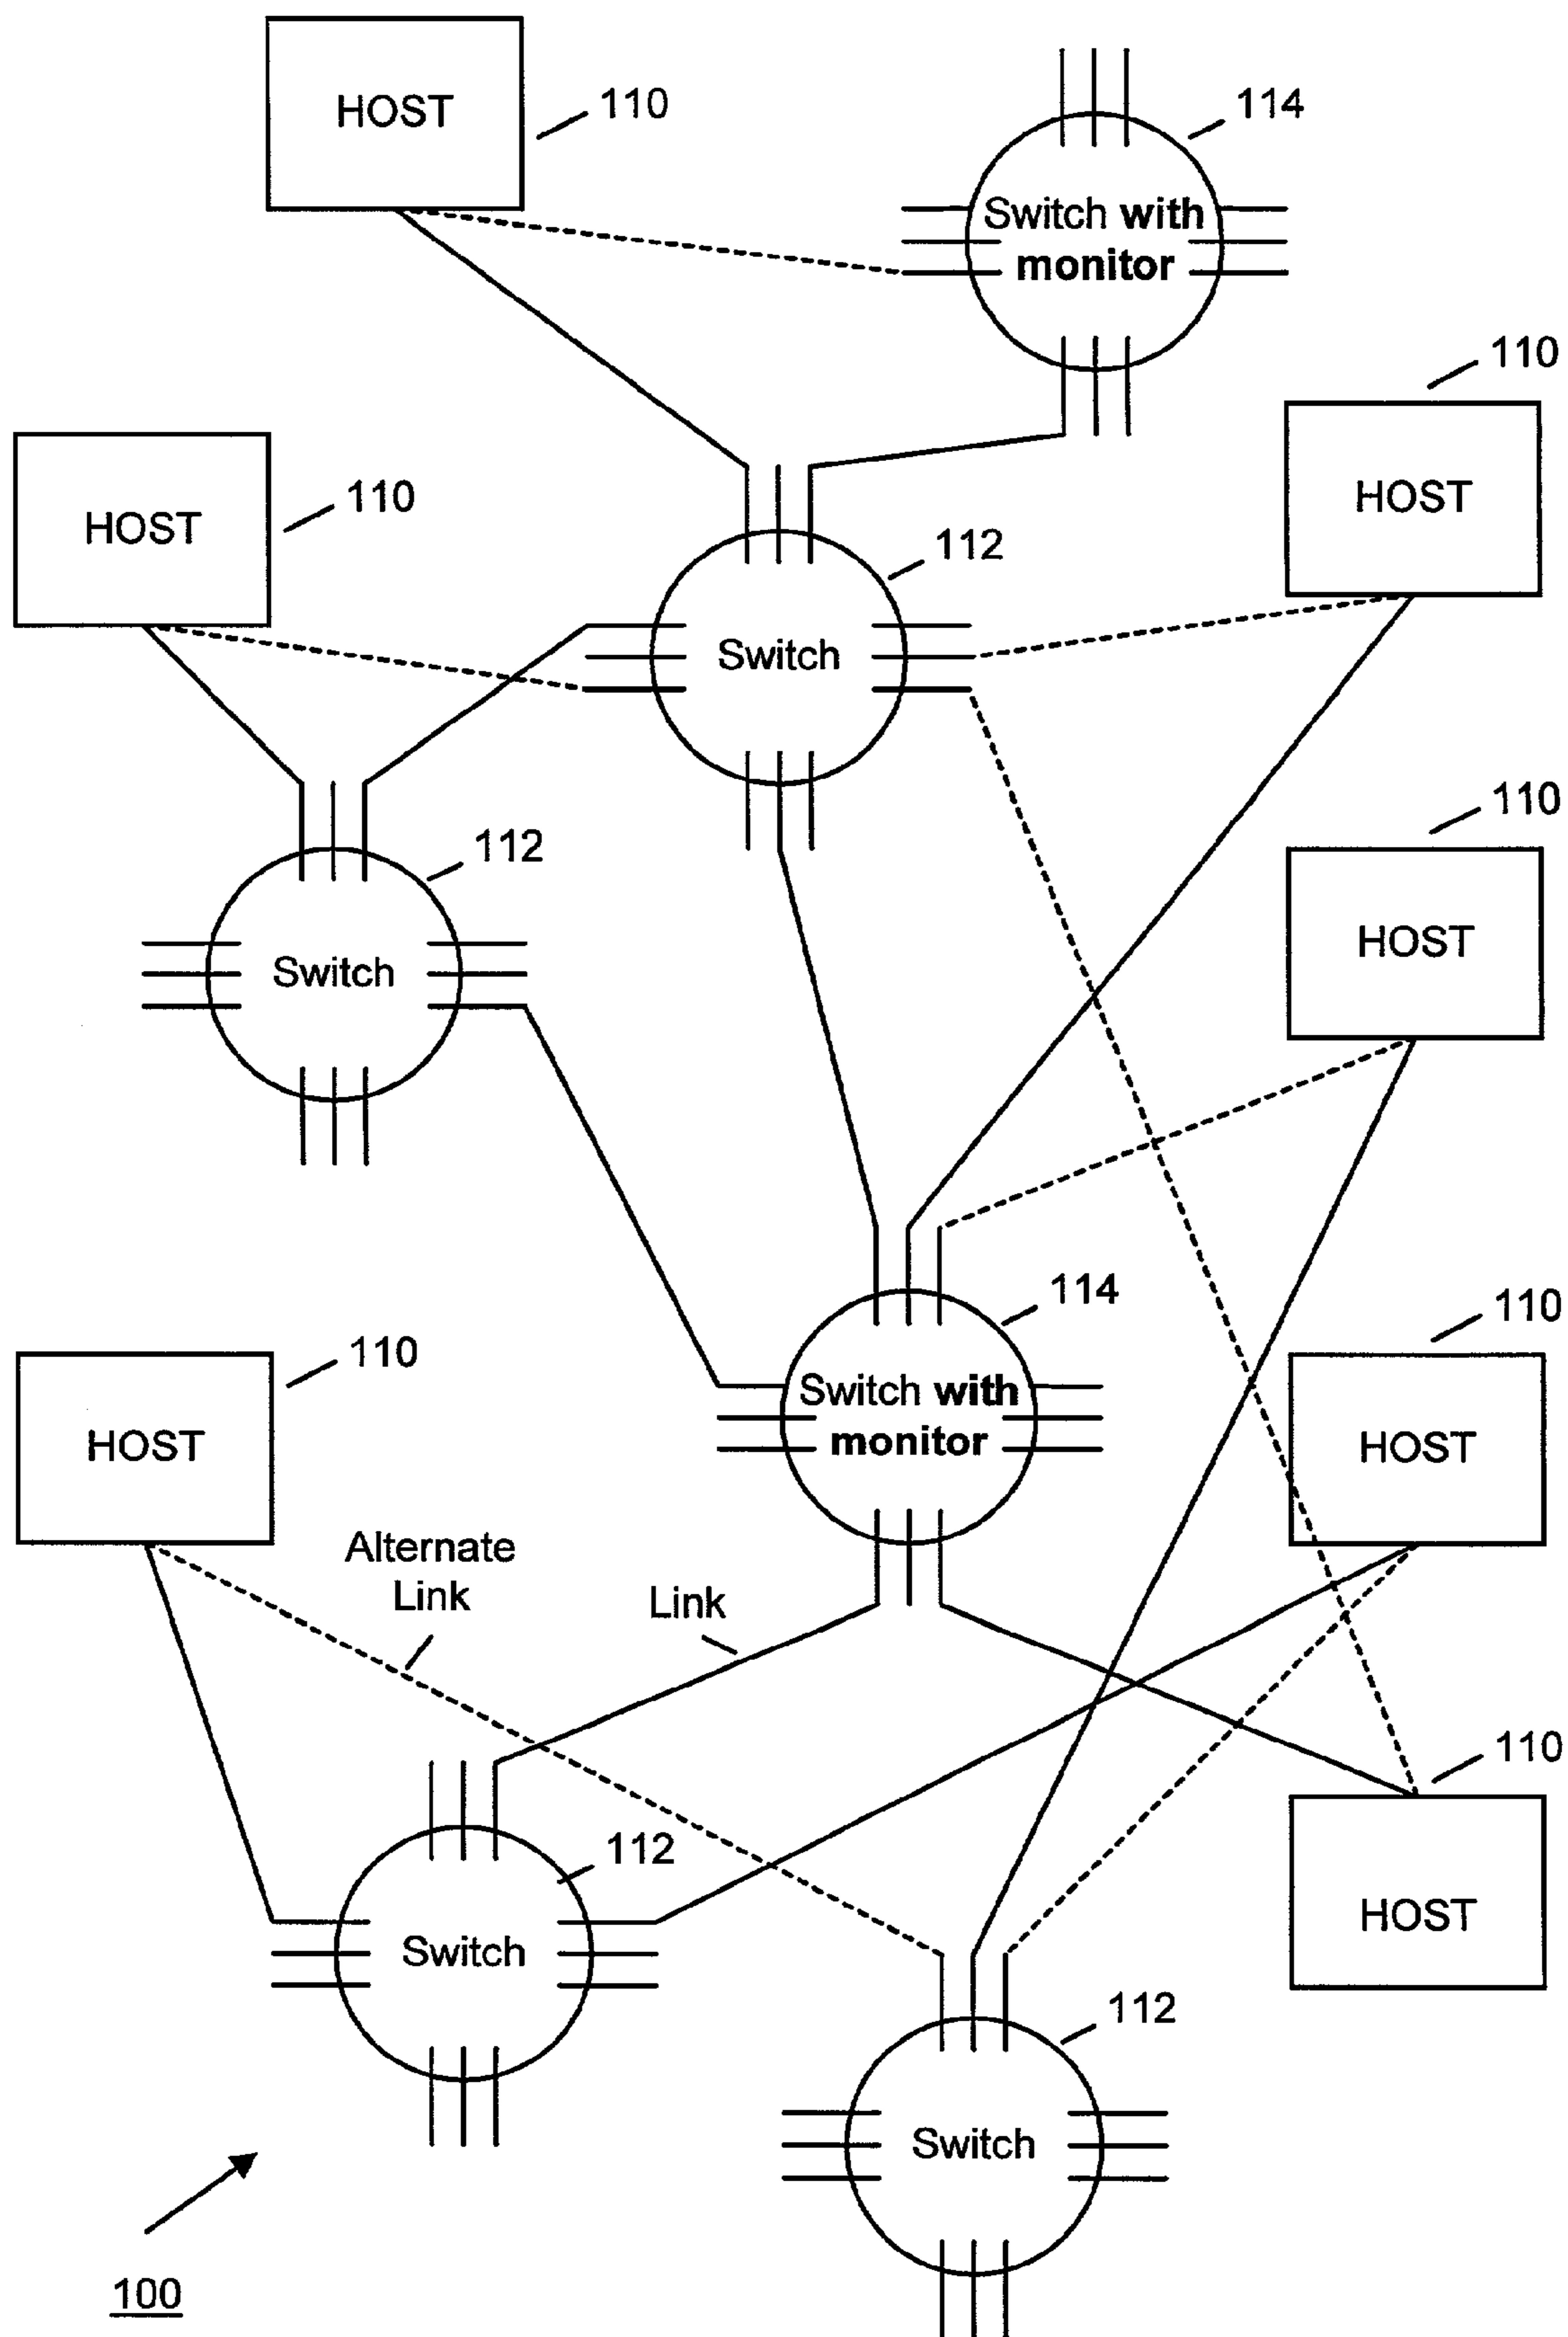 HOST
110
114
Switch with
monitor
110
HOST
110
HOST
112
Switch
110
HOST
112
Switch
114
Switch with
monitor
110
HOST
110
HOST
Alternate
Link
Link
110
HOST
112
Switch
112
Switch
100